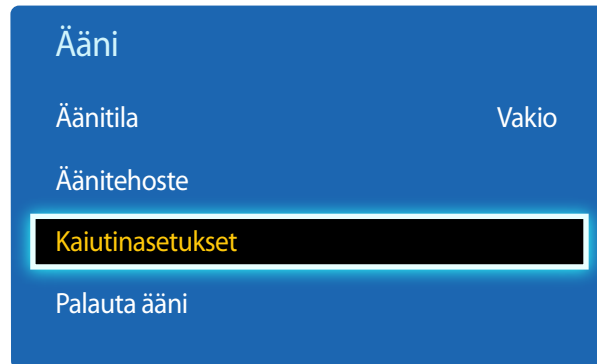 Ääni
Äänitila Vakio
Äänitehoste
Kaiutinasetukset
Palauta ääni